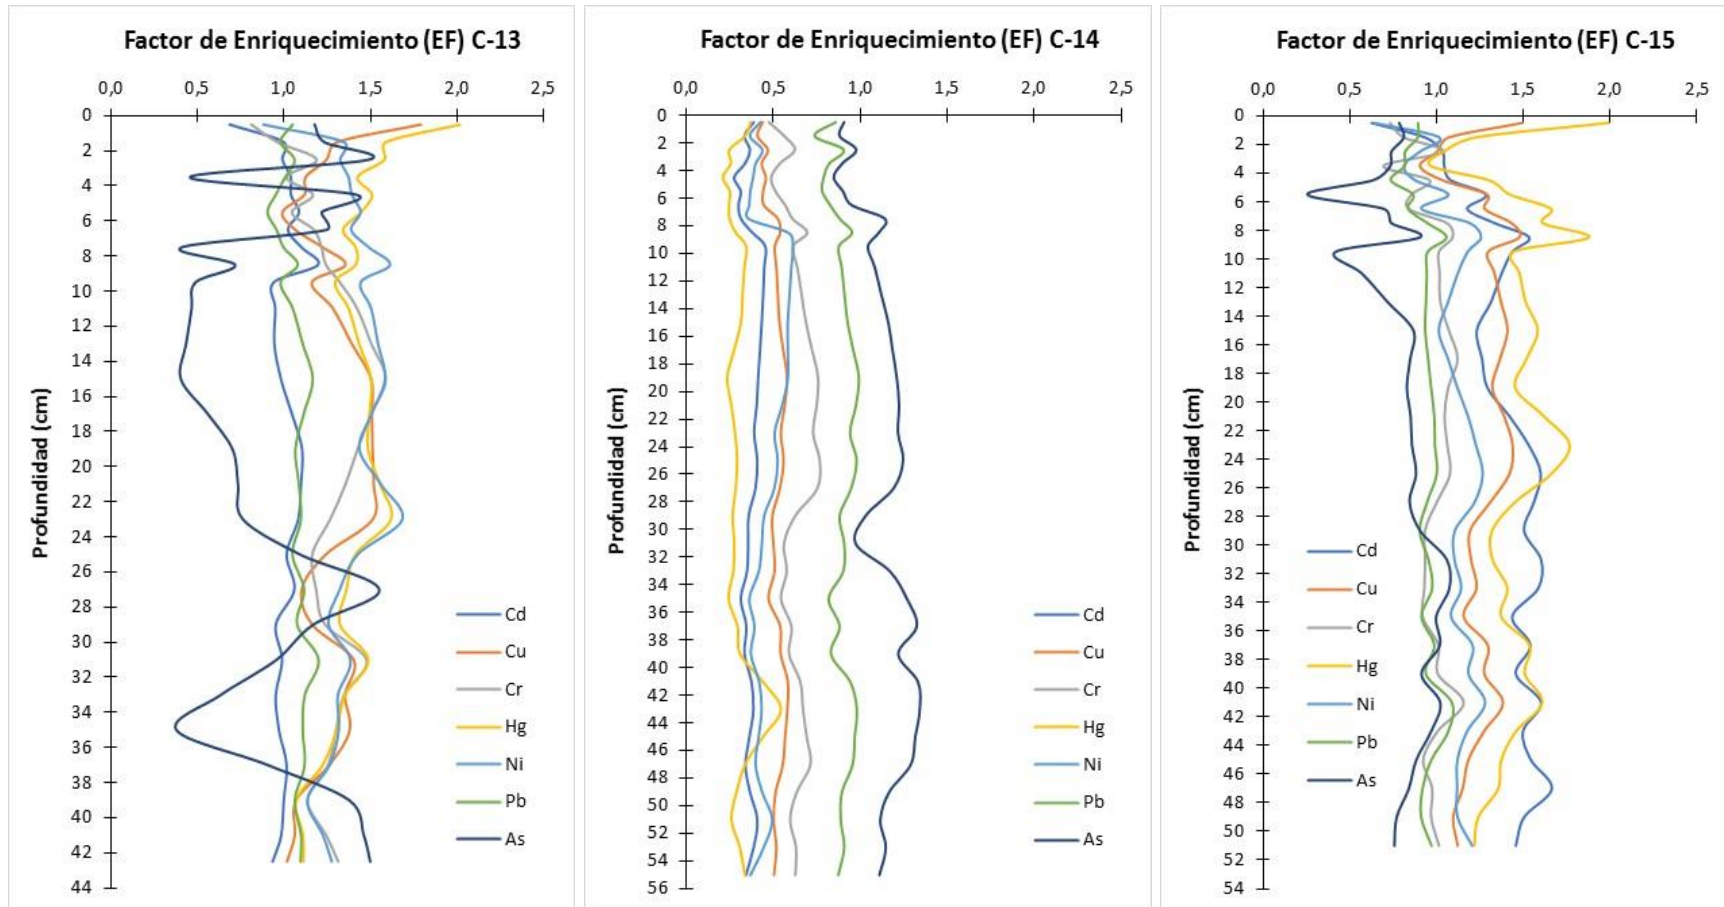 Factor de Enriquecimiento (EF) C-13
0,0 0,5 1,0 1,5 2,0 2,5
0
2
4
6
8
10
12
14
16
18
20
22
24
26
28
30
32
34
36
38
40
42
44
Profundidad (cm)
Cd
Cu
Cr
Hg
Ni
Pb
As
Factor de Enriquecimiento (EF) C-14
0,0 0,5 1,0 1,5 2,0 2,5
0
2
4
6
8
10
12
14
16
18
20
22
24
26
28
30
32
34
36
38
40
42
44
46
48
50
52
54
56
Profundidad (cm)
Cd
Cu
Cr
Hg
Ni
Pb
As
Factor de Enriquecimiento (EF) C-15
0,0 0,5 1,0 1,5 2,0 2,5
0
2
4
6
8
10
12
14
16
18
20
22
24
26
28
30
32
34
36
38
40
42
44
46
48
50
52
54
Profundidad (cm)
Cd
Cu
Cr
Hg
Ni
Pb
As